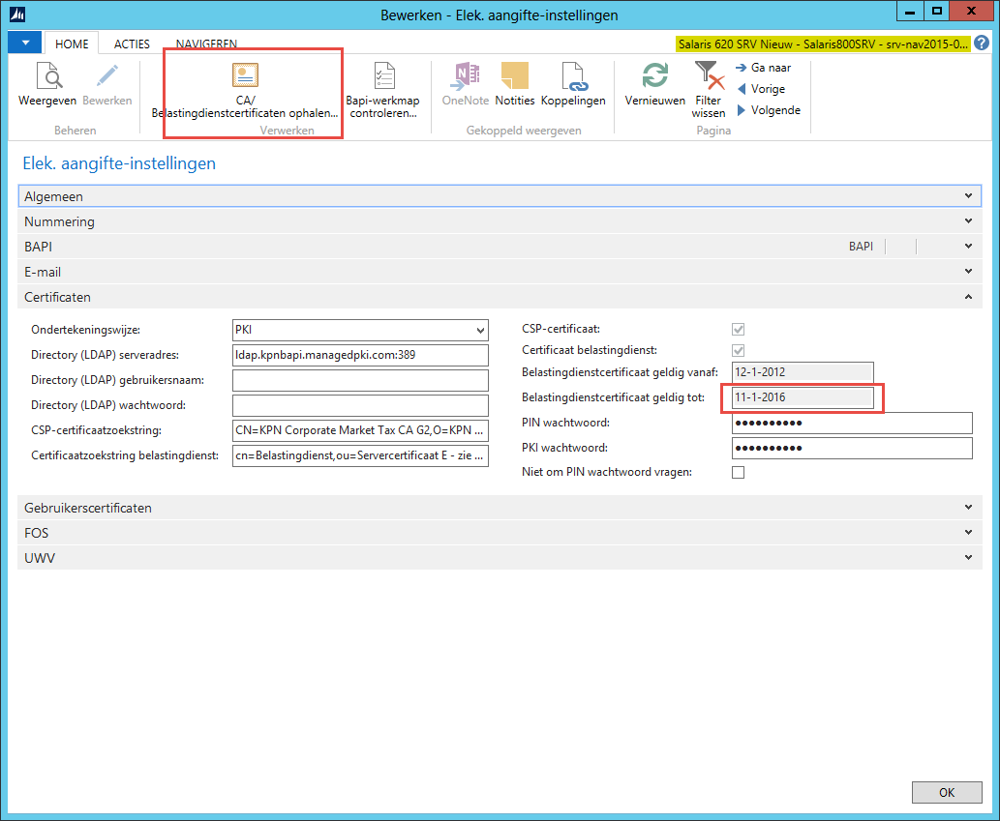 Bewerken - Elek. aangifte-instellingen
HOME ACTIES NAVIGEREN
Salaris 620 SRV Nieuw - Salaris800SRV - srv-nav2015-0...
Weergeven
Bewerken
Beheren
CA/
Belastingdienstcertificaten ophalen...
Bapi-werkmap
controleren...
Verwerken
OneNote
Notities
Koppelingen
Gekoppeld weergeven
Vernieuwen
Filter
wissen
Ga naar
Vorige
Volgende
Pagina
Elek. aangifte-instellingen
Algemeen
Nummering
BAPI BAPI
E-mail
Certificaten
Ondertekeningswijze: PKI
Directory (LDAP) serveradres: ldap.kpnbapi.managedpki.com:389
Directory (LDAP) gebruikersnaam:
Directory (LDAP) wachtwoord:
CSP-certificaatzoekstring: CN=KPN Corporate Market Tax CA G2,O=KPN ...
Certificaatzoekstring belastingdienst: cn=Belastingdienst,ou=Servercertificaat E - zie ...
CSP-certificaat:
Certificaat belastingdienst:
Belastingdienstcertificaat geldig vanaf: 12-1-2012
Belastingdienstcertificaat geldig tot: 11-1-2016
PIN wachtwoord: ●●●●●●●●●●
PKI wachtwoord: ●●●●●●●●●●
Niet om PIN wachtwoord vragen:
Gebruikerscertificaten
FOS
UWV
OK